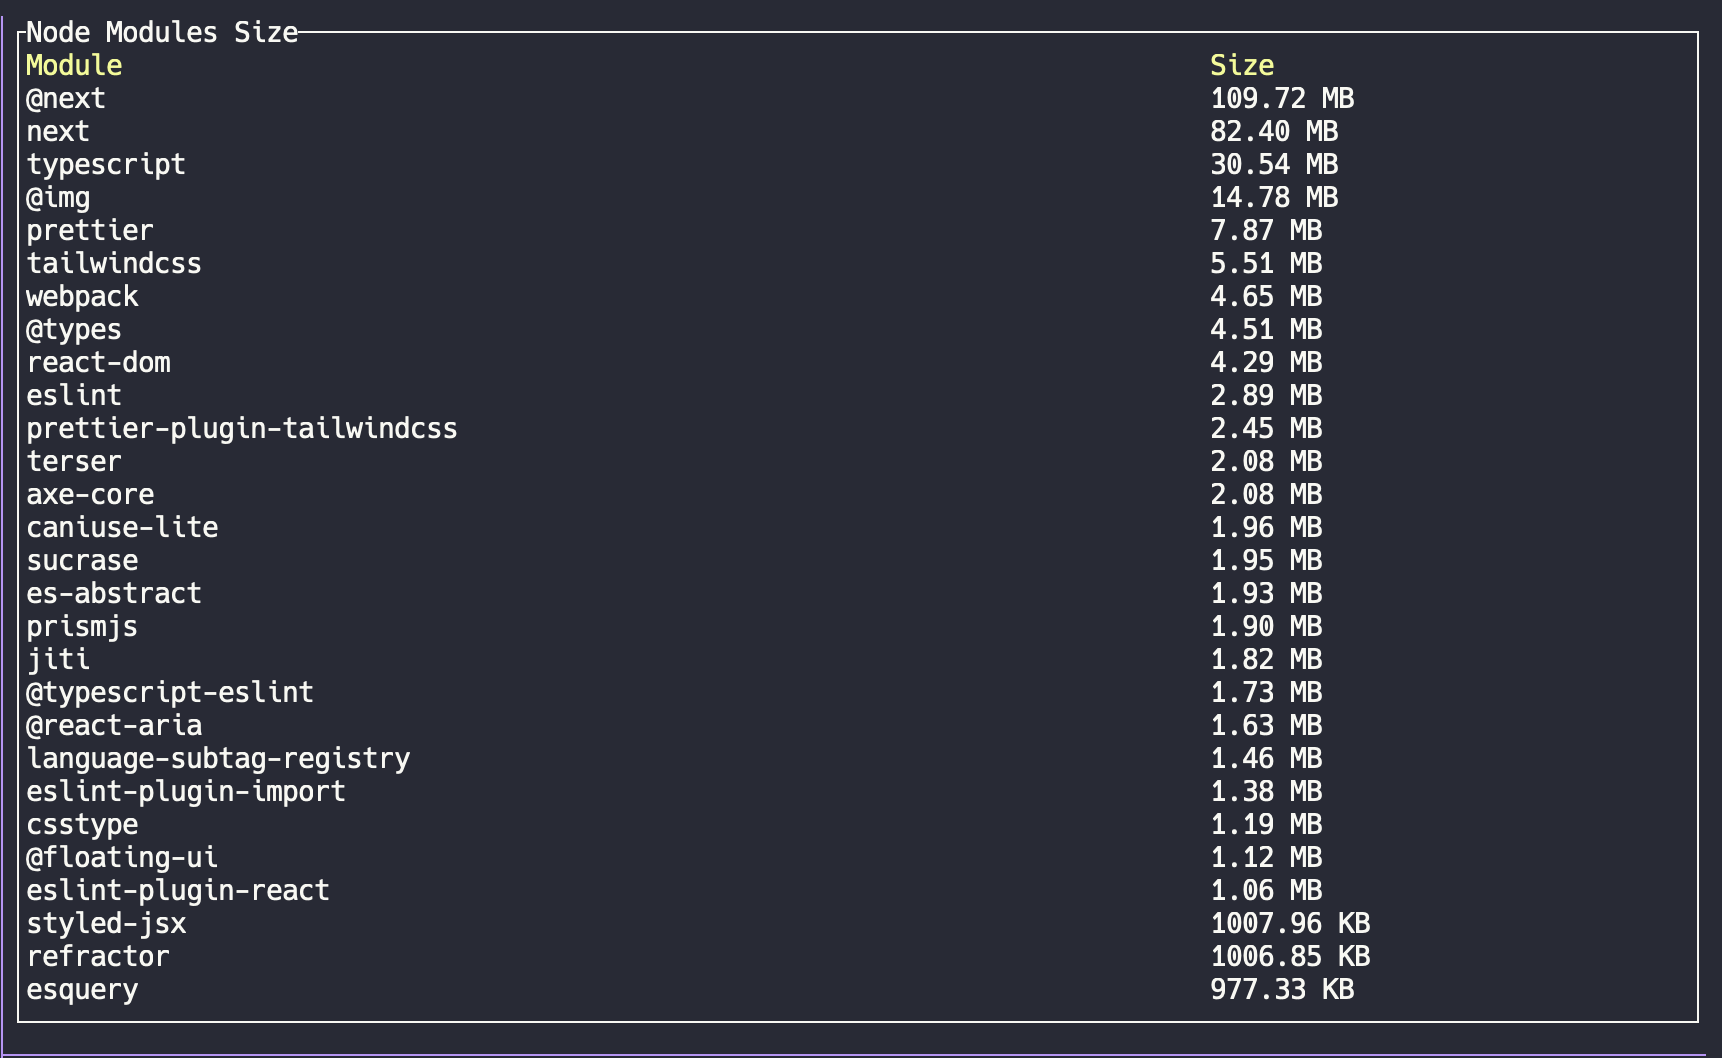 Node Modules Size
Module Size
@next 109.72 MB
next 82.40 MB
typescript 30.54 MB
@img 14.78 MB
prettier 7.87 MB
tailwindcss 5.51 MB
webpack 4.65 MB
@types 4.51 MB
react-dom 4.29 MB
eslint 2.89 MB
prettier-plugin-tailwindcss 2.45 MB
terser 2.08 MB
axe-core 2.08 MB
caniuse-lite 1.96 MB
sucrase 1.95 MB
es-abstract 1.93 MB
prismjs 1.90 MB
jiti 1.82 MB
@typescript-eslint 1.73 MB
@react-aria 1.63 MB
language-subtag-registry 1.46 MB
eslint-plugin-import 1.38 MB
csstype 1.19 MB
@floating-ui 1.12 MB
eslint-plugin-react 1.06 MB
styled-jsx 1007.96 KB
refractor 1006.85 KB
esquery 977.33 KB